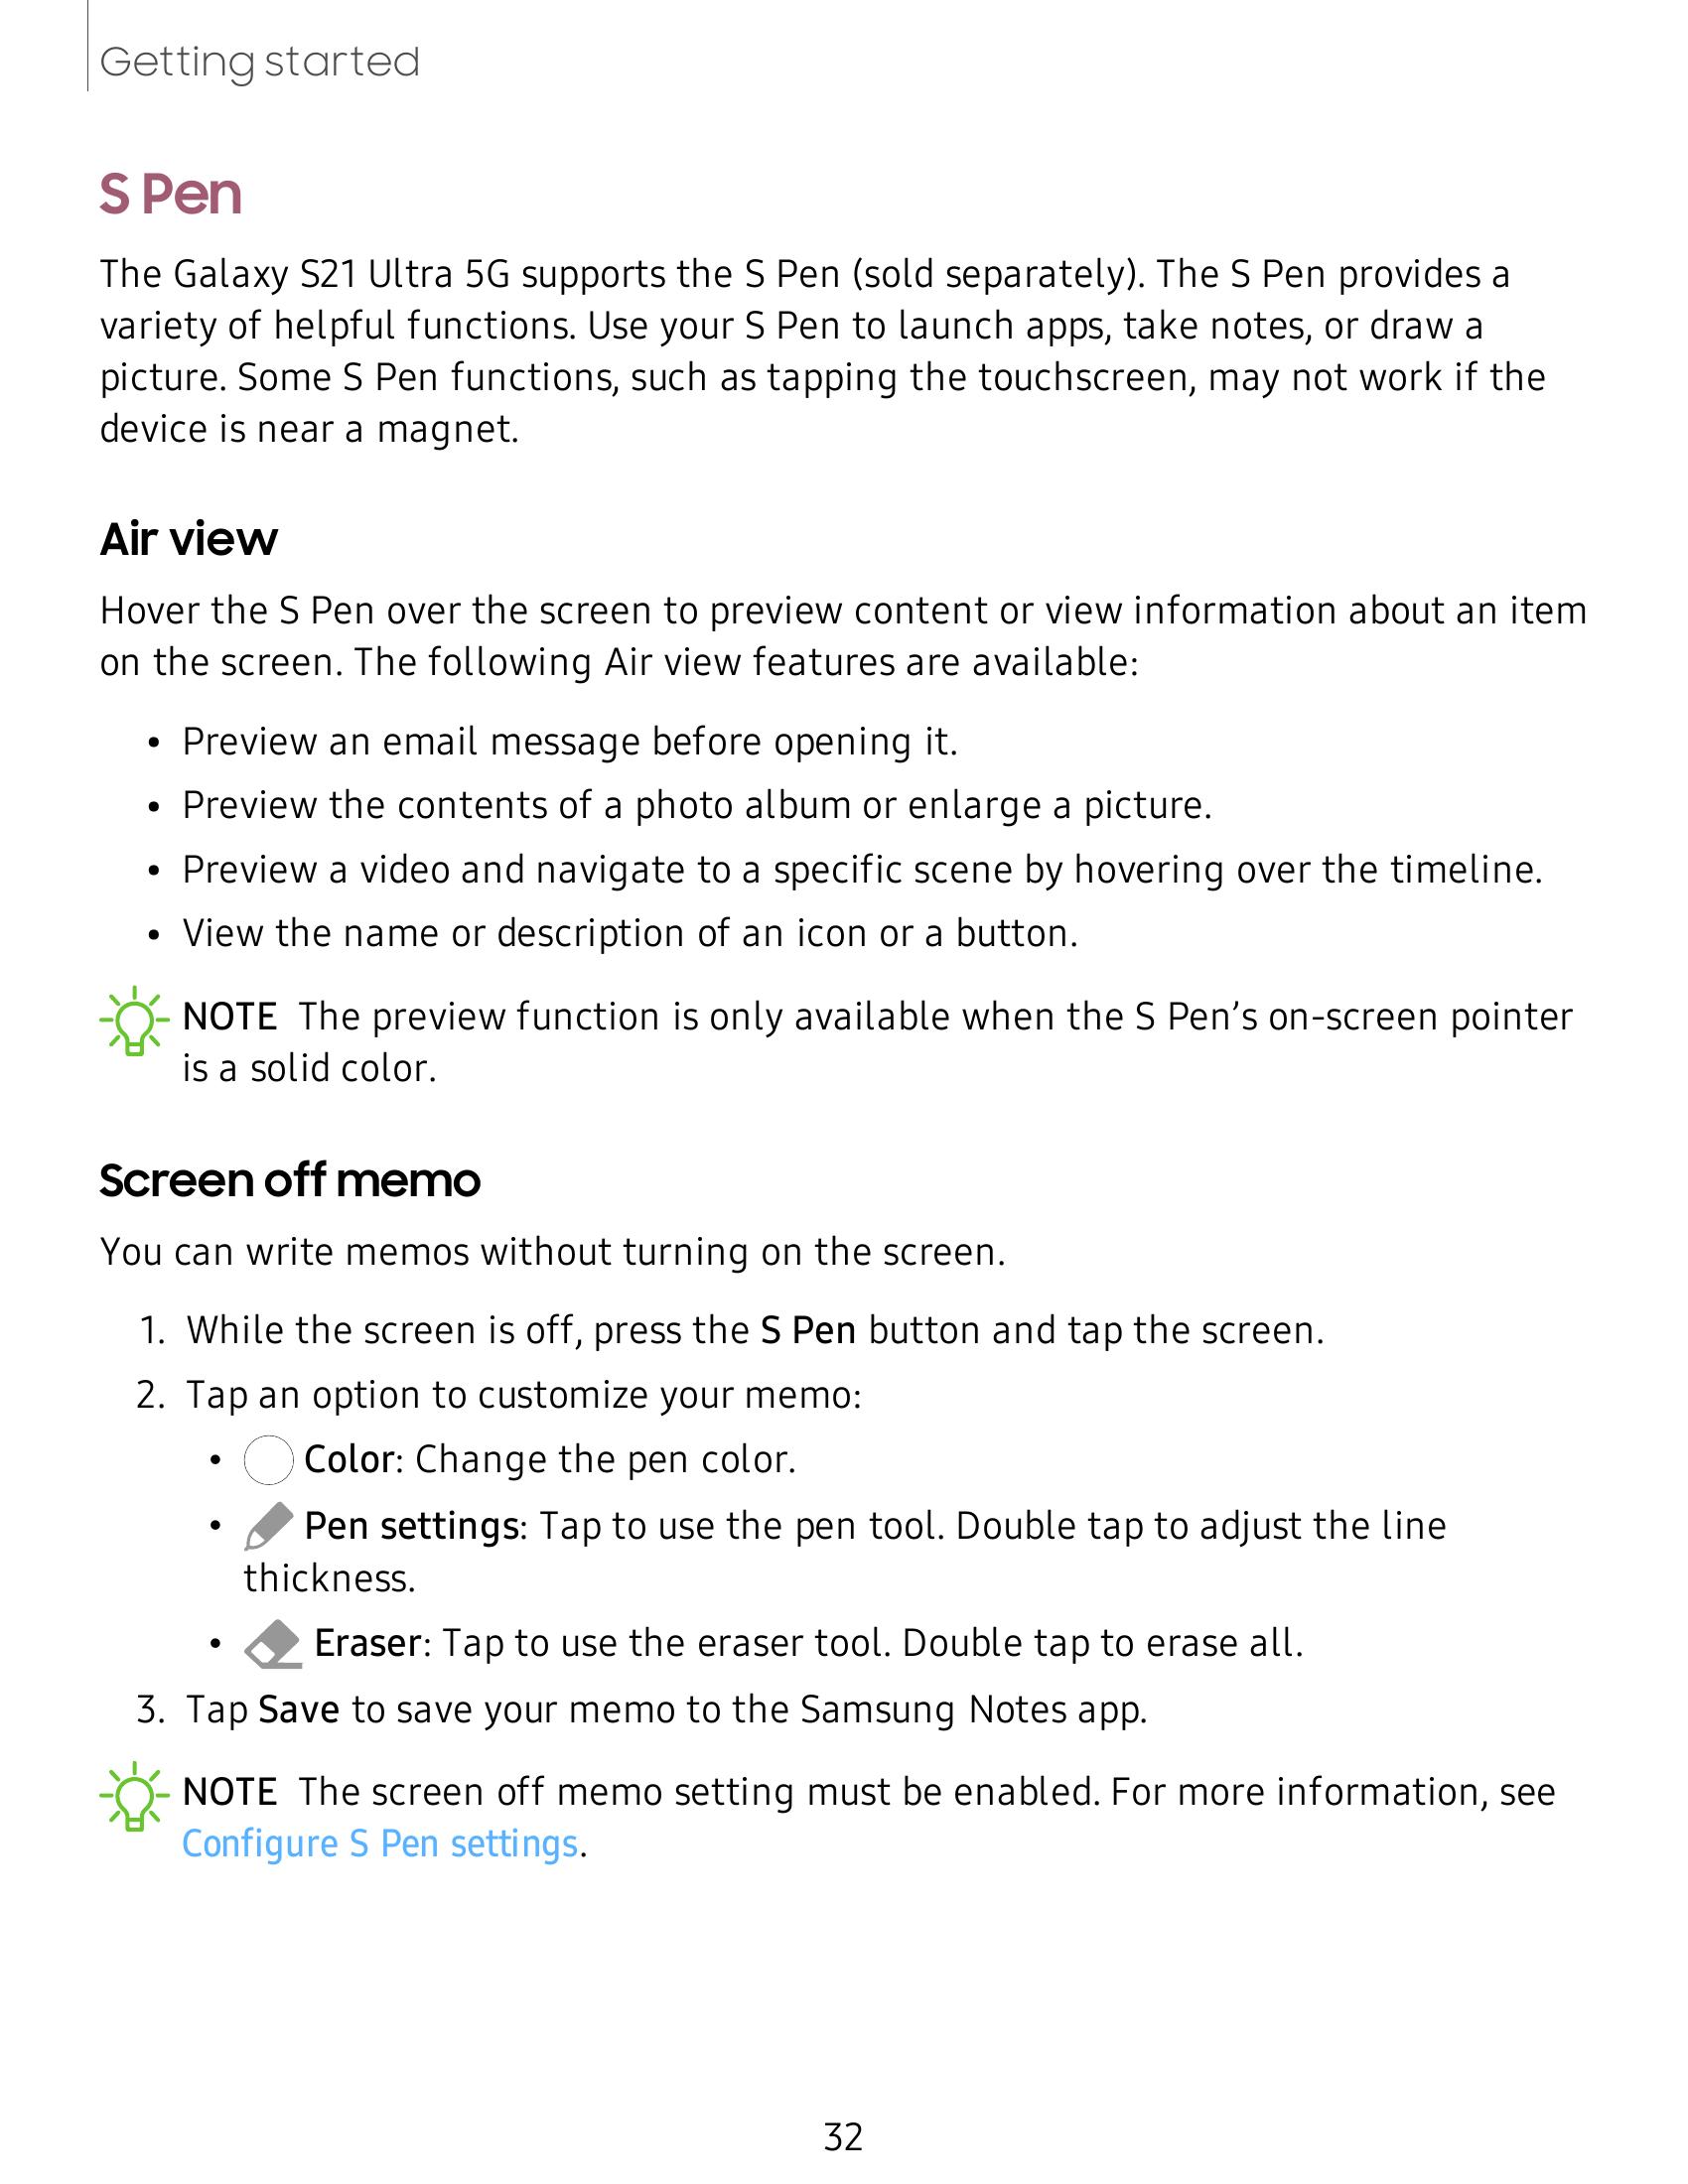 Getting started
S Pen
The Galaxy S21 Ultra 5G supports the S Pen (sold separately). The S Pen provides a
variety of helpful functions. Use your S Pen to launch apps, take notes, or draw a
picture. Some S Pen functions, such as tapping the touchscreen, may not work if the
device is near a magnet.
Air view
Hover the S Pen over the screen to preview content or view information about an item
on the screen. The following Air view features are available:
• Preview an email message before opening it.
• Preview the contents of a photo album or enlarge a picture.
• Preview a video and navigate to a specific scene by hovering over the timeline.
• View the name or description of an icon or a button.
NOTE The preview function is only available when the S Pen’s on-screen pointer
is a solid color.
Screen off memo
You can write memos without turning on the screen.
1. While the screen is off, press the S Pen button and tap the screen.
2. Tap an option to customize your memo:
• Color: Change the pen color.
• Pen settings: Tap to use the pen tool. Double tap to adjust the line
thickness.
• Eraser: Tap to use the eraser tool. Double tap to erase all.
3. Tap Save to save your memo to the Samsung Notes app.
NOTE The screen off memo setting must be enabled. For more information, see
Configure S Pen settings.
32